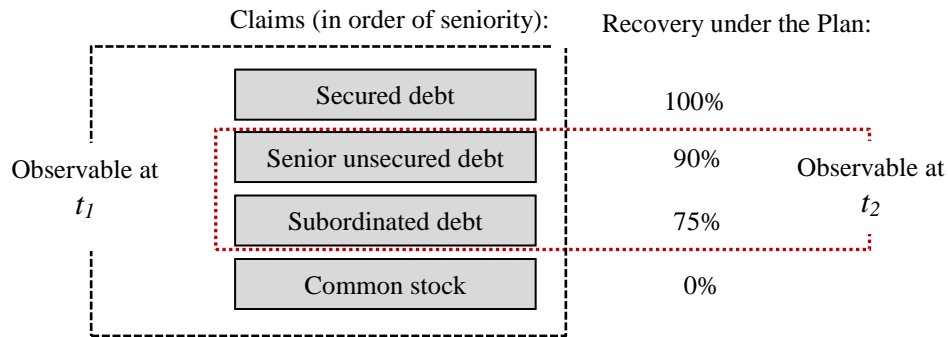 Claims (in order of seniority):
Recovery under the Plan:
Secured debt
100%
Senior unsecured debt
90%
Observable at
t1
Observable at
t2
Subordinated debt
75%
Common stock
0%